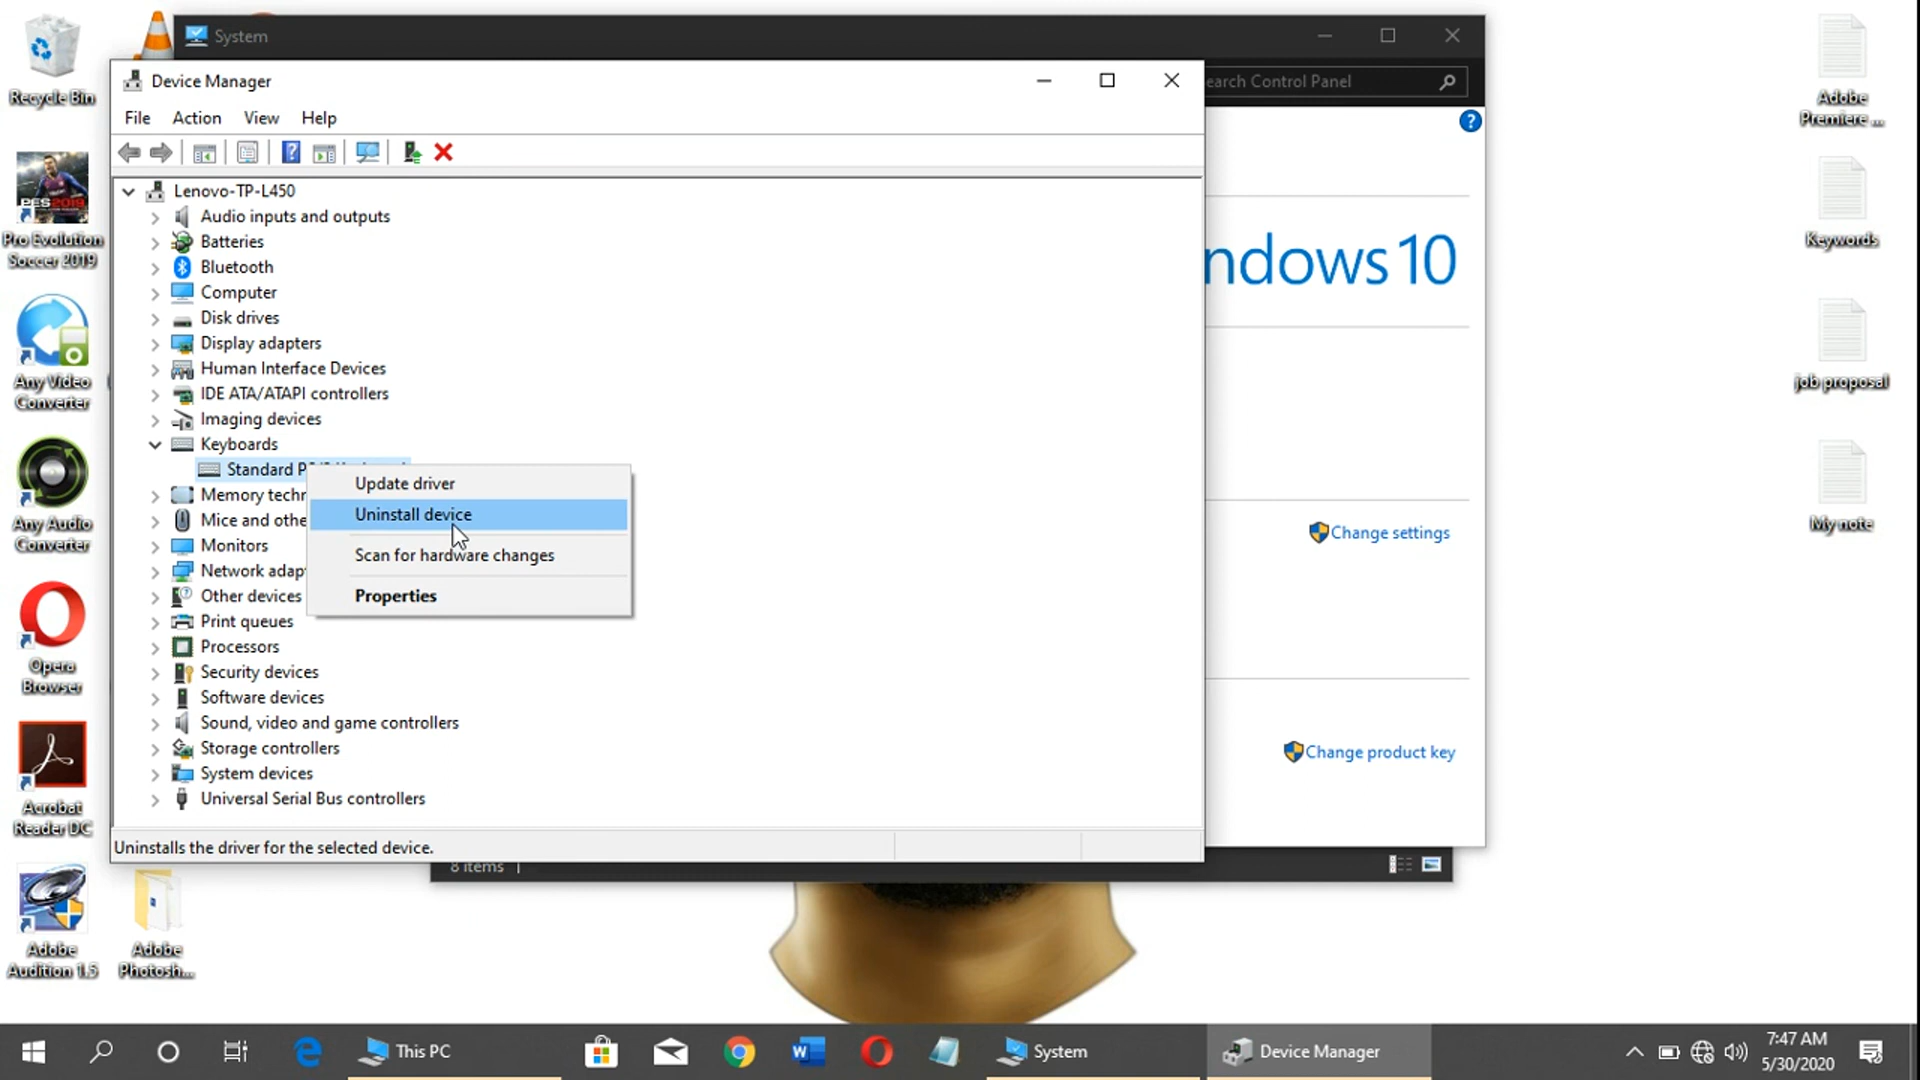 System
earch Control Panel
Device Manager
File Action View Help
Lenovo-TP-L450
Audio inputs and outputs
Batteries
Bluetooth
Computer
Disk drives
Display adapters
Human Interface Devices
IDE ATA/ATAPI controllers
Imaging devices
Keyboards
Standard P
Memory techn
Mice and othe
Monitors
Network adap
Other devices
Print queues
Processors
Security devices
Software devices
Sound, video and game controllers
Storage controllers
System devices
Universal Serial Bus controllers
Update driver
Uninstall device
Scan for hardware changes
Properties
Uninstalls the driver for the selected device.
8 items
ndows 10
Change settings
Change product key
Recycle Bin
PES2019
Pro Evolution
Soccer 2019
Any Video
Converter
Any Audio
Converter
Opera
Browser
Acrobat
Reader DC
Adobe
Audition 1.5
Adobe
Photosh...
Adobe
Premiere ...
Keywords
job proposal
My note
This PC
System
Device Manager
7:47 AM
5/30/2020